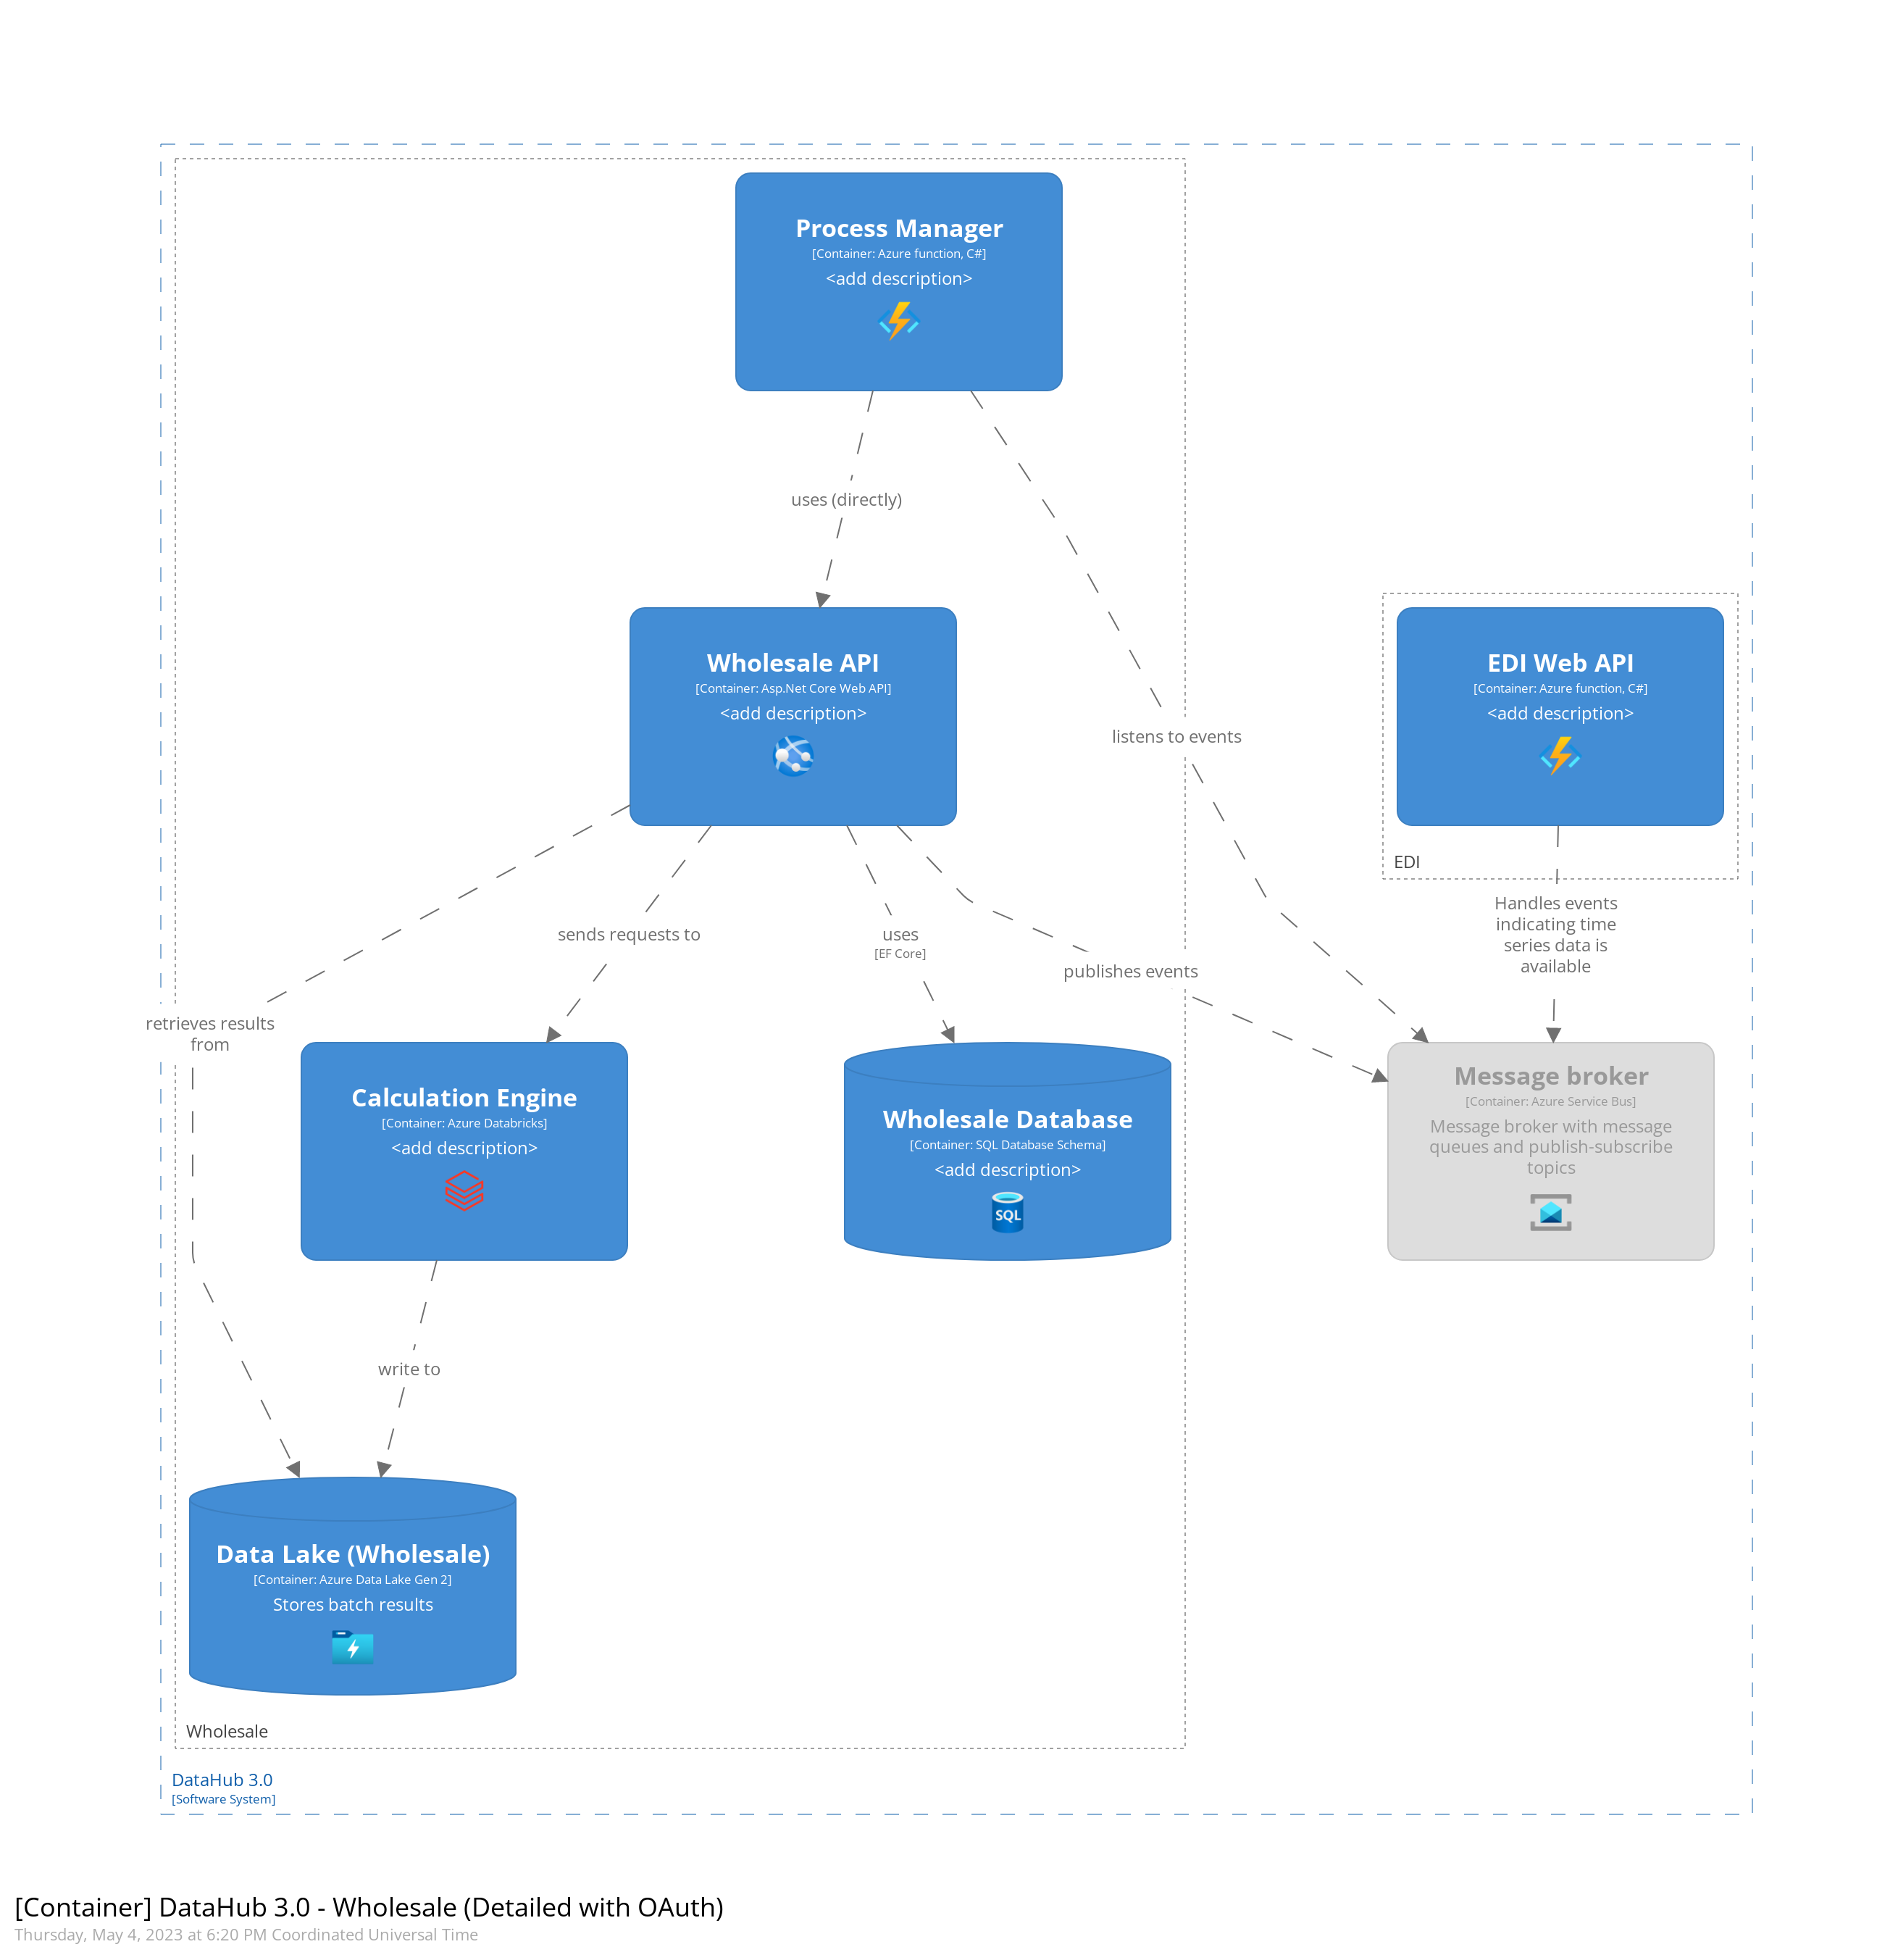 Process Manager
[Container: Azure function, C#]
<add description>
uses (directly)
Wholesale API
[Container: Asp.Net Core Web API]
<add description>
listens to events
EDI Web API
[Container: Azure function, C#]
<add description>
EDI
Handles events
indicating time
series data is
available
sends requests to
uses
[EF Core]
publishes events
retrieves results
from
Calculation Engine
[Container: Azure Databricks]
<add description>
Wholesale Database
[Container: SQL Database Schema]
<add description>
SQL
Message broker
[Container: Azure Service Bus]
Message broker with message
queues and publish-subscribe
topics
write to
Data Lake (Wholesale)
[Container: Azure Data Lake Gen 2]
Stores batch results
Wholesale
DataHub 3.0
[Software System]
[Container] DataHub 3.0 - Wholesale (Detailed with OAuth)
Thursday, May 4, 2023 at 6:20 PM Coordinated Universal Time